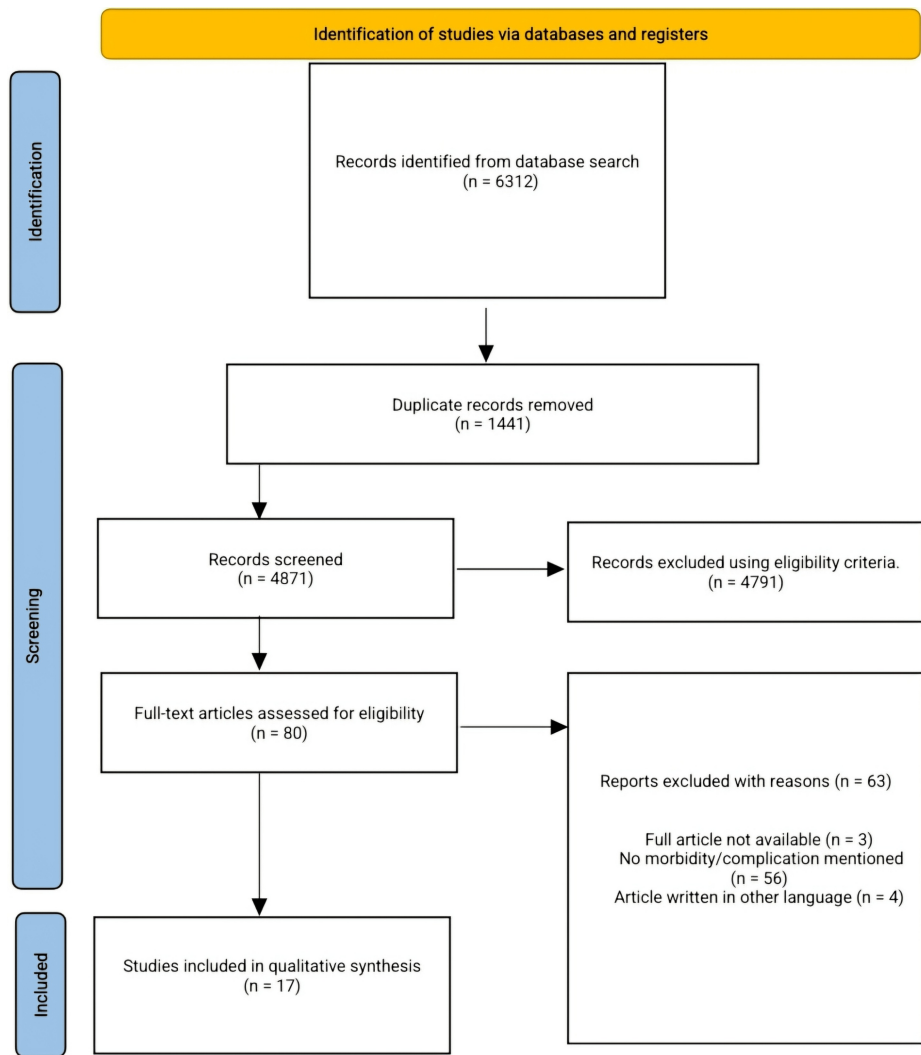 Identification of studies via databases and registers
Identification
Records identified from database search
(n = 6312)
Duplicate records removed
(n = 1441)
Screening
Records screened
(n = 4871)
Records excluded using eligibility criteria.
(n = 4791)
Full-text articles assessed for eligibility
(n = 80)
Reports excluded with reasons (n = 63)
Full article not available (n = 3)
No morbidity/complication mentioned
(n = 56)
Article written in other language (n = 4)
Included
Studies included in qualitative synthesis
(n = 17)